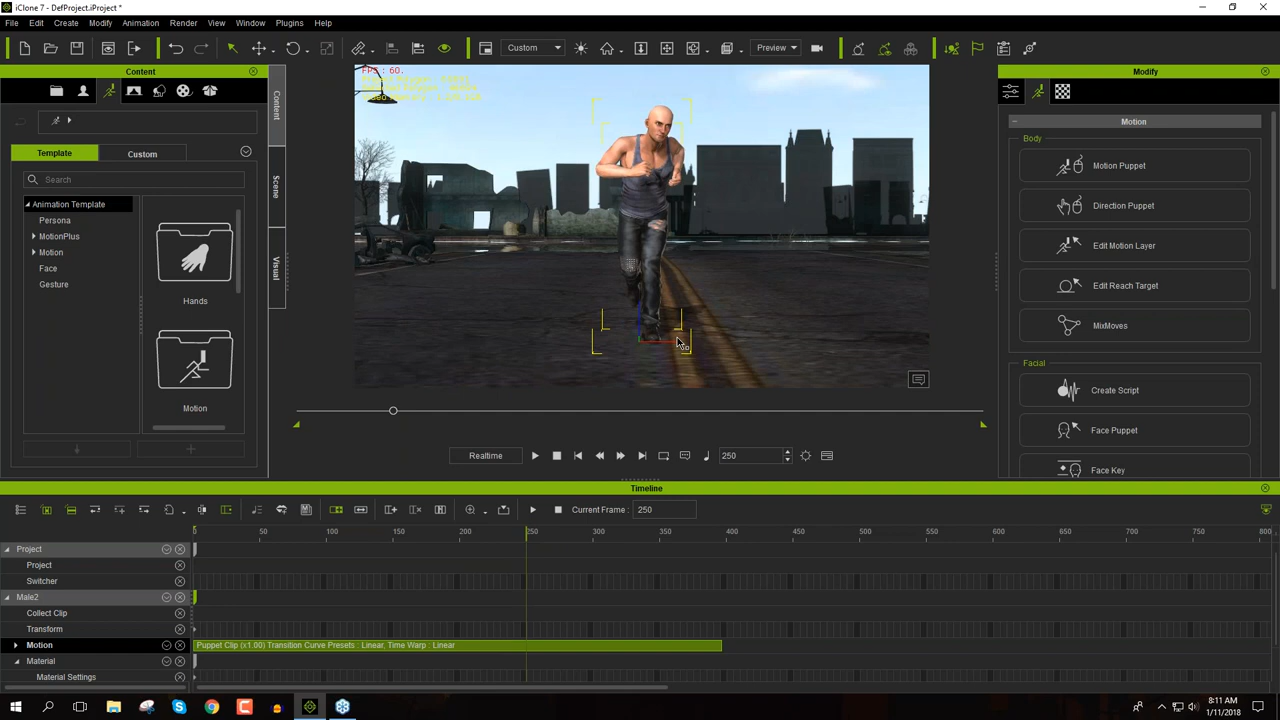 iClone 7 - DefProject.iProject *
File Edit Create Modify Animation Render View Window Plugins Help
Custom Preview
Content
Template Custom
Search
Animation Template
Persona
MotionPlus
Motion
Face
Gesture
Hands
Motion
Content
Scene
Visual
FPS : 60.
Modify
Motion
Body
Motion Puppet
Direction Puppet
Edit Motion Layer
Edit Reach Target
MixMoves
Facial
Create Script
Face Puppet
Face Key
Realtime 250
Timeline
Current Frame : 250
0 50 100 150 200 250 300 350 400 450 500 550 600 650 700 750 800
Project
Project
Switcher
Male2
Collect Clip
Transform
Motion Puppet Clip (x1.00) Transition Curve Presets : Linear, Time Warp : Linear
Material
Material Settings
8:11 AM
1/11/2018